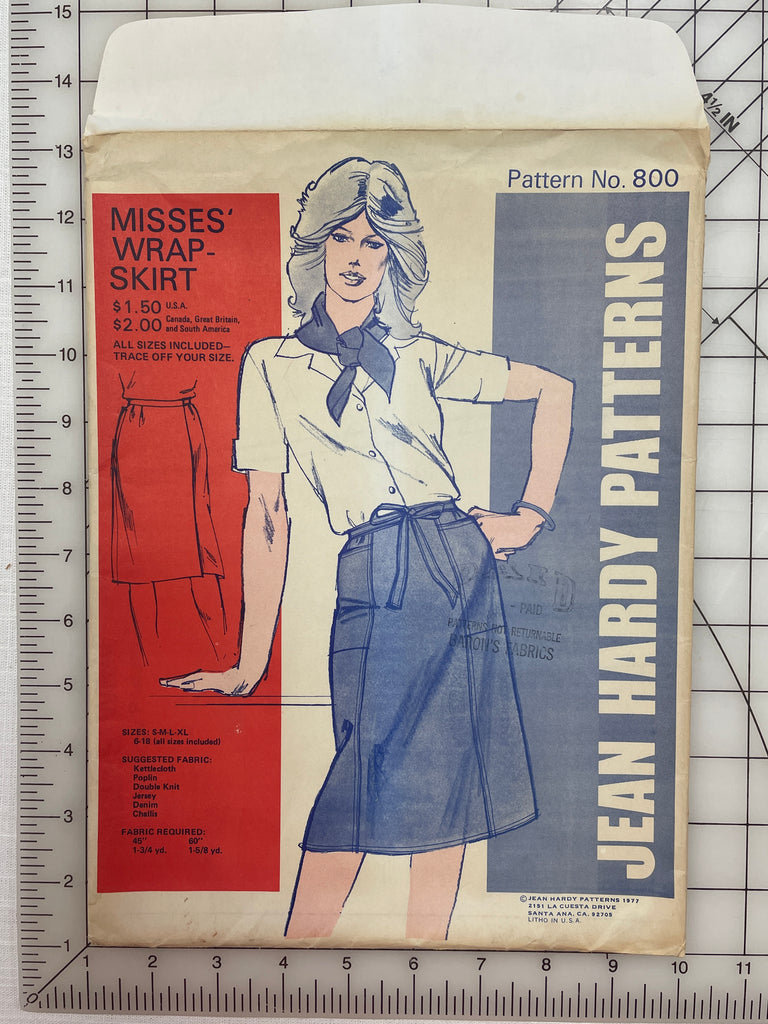 Pattern No. 800
MISSES'
WRAP-
SKIRT
$1.50 U.S.A.
$2.00 Canada, Great Britain,
and South America
ALL SIZES INCLUDED—
TRACE OFF YOUR SIZE.
SIZES: S-M-L-XL
6-18 (all sizes included)
SUGGESTED FABRIC:
Kettlecloth
Poplin
Double Knit
Jersey
Denim
Challis
FABRIC REQUIRED:
45" 60"
1-3/4 yd. 1-5/8 yd.
JEAN HARDY PATTERNS
- PAID
PATTERNS NOT RETURNABLE
BARON'S FABRICS
© JEAN HARDY PATTERNS 1977
2151 LA CUESTA DRIVE
SANTA ANA, CA. 92705
LITHO IN U.S.A.
4½ IN
15
14
13
12
11
10
9
8
7
6
5
4
3
2
1
0
1 2 3 4 5 6 7 8 9 10 11